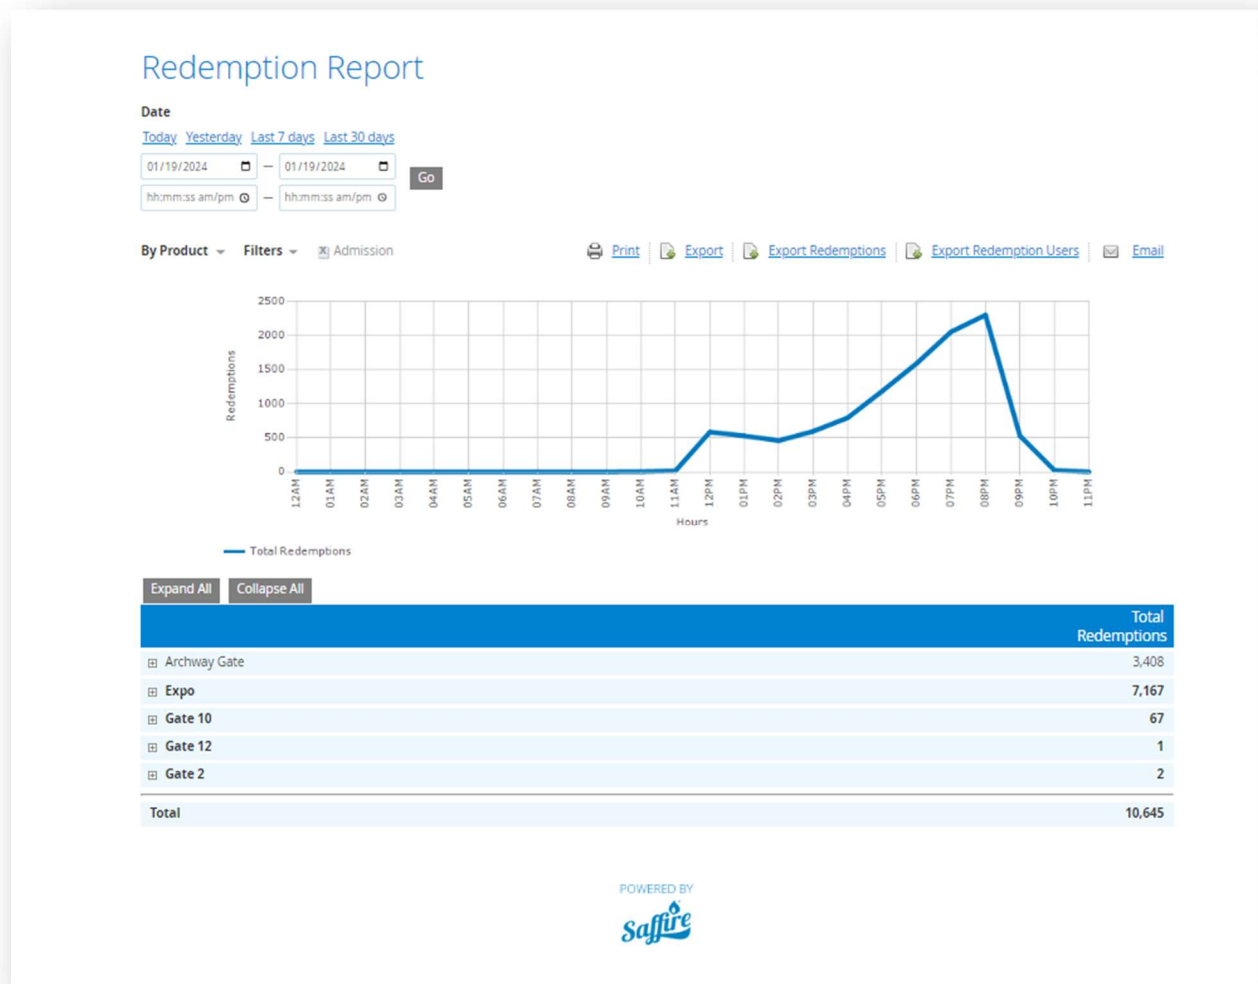 Redemption Report
Date
Today Yesterday Last 7 days Last 30 days
01/19/2024 — 01/19/2024
Go
hh:mm:ss am/pm — hh:mm:ss am/pm
By Product Filters Admission Print Export Export Redemptions Export Redemption Users Email
2500
2000
1500
1000
500
0
Redemptions
12AM 01AM 02AM 03AM 04AM 05AM 06AM 07AM 08AM 09AM 10AM 11AM 12PM 01PM 02PM 03PM 04PM 05PM 06PM 07PM 08PM 09PM 10PM 11PM
Hours
Total Redemptions
Expand All Collapse All
Total
Redemptions
Archway Gate 3,408
Expo 7,167
Gate 10 67
Gate 12 1
Gate 2 2
Total 10,645
POWERED BY
Saffire